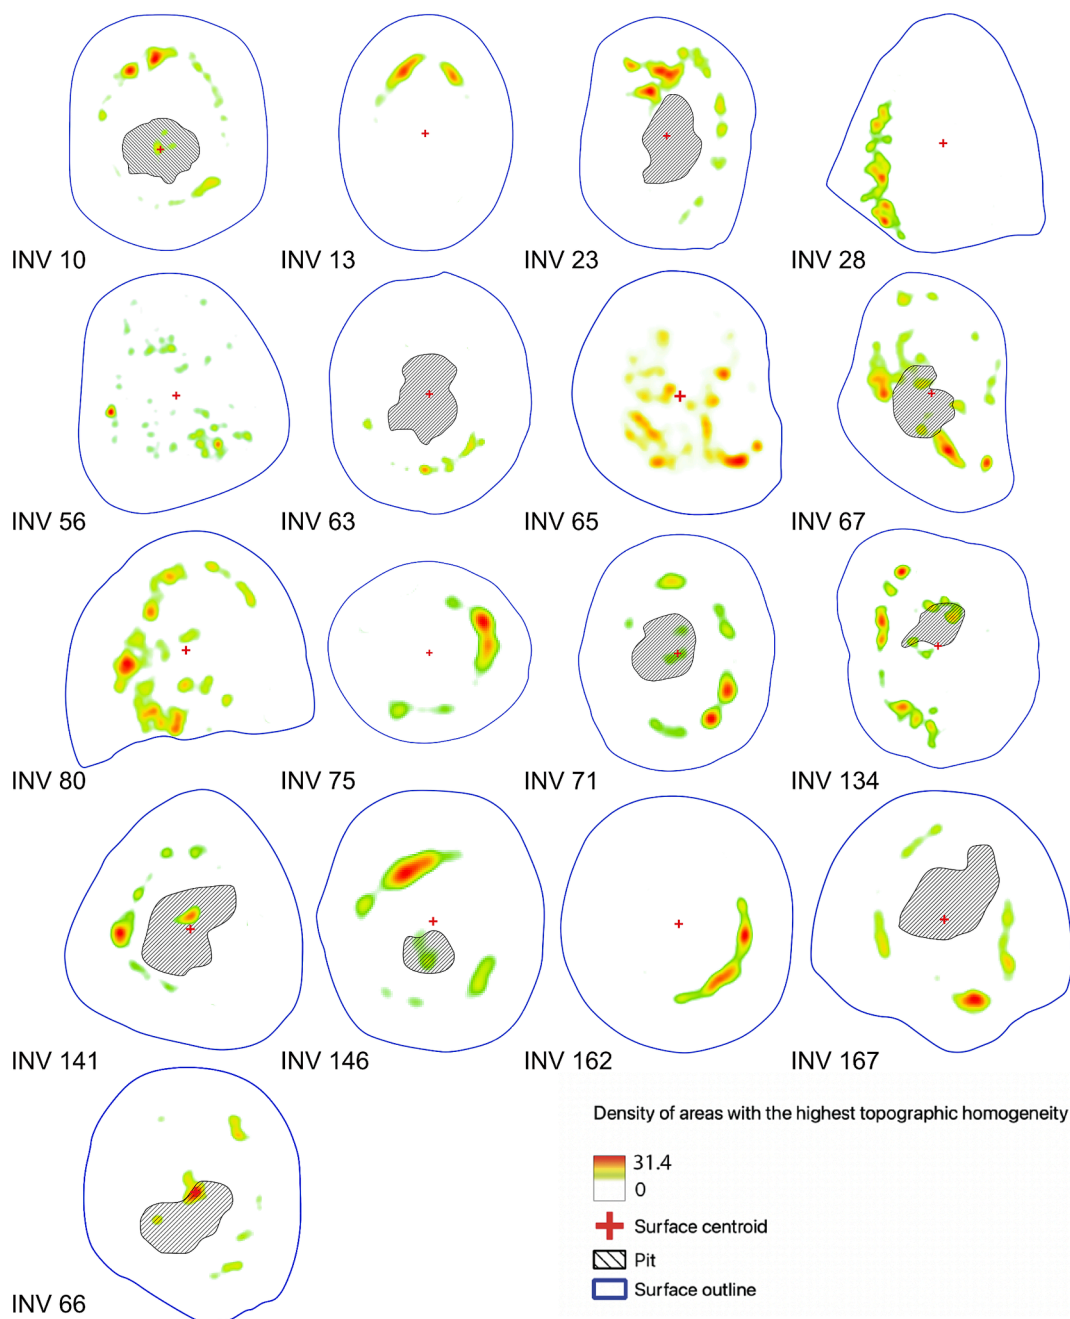 INV 10
INV 13
INV 23
INV 28
INV 56
INV 63
INV 65
INV 67
INV 80
INV 75
INV 71
INV 134
INV 141
INV 146
INV 162
INV 167
INV 66
Density of areas with the highest topographic homogeneity
31.4
0
Surface centroid
Pit
Surface outline